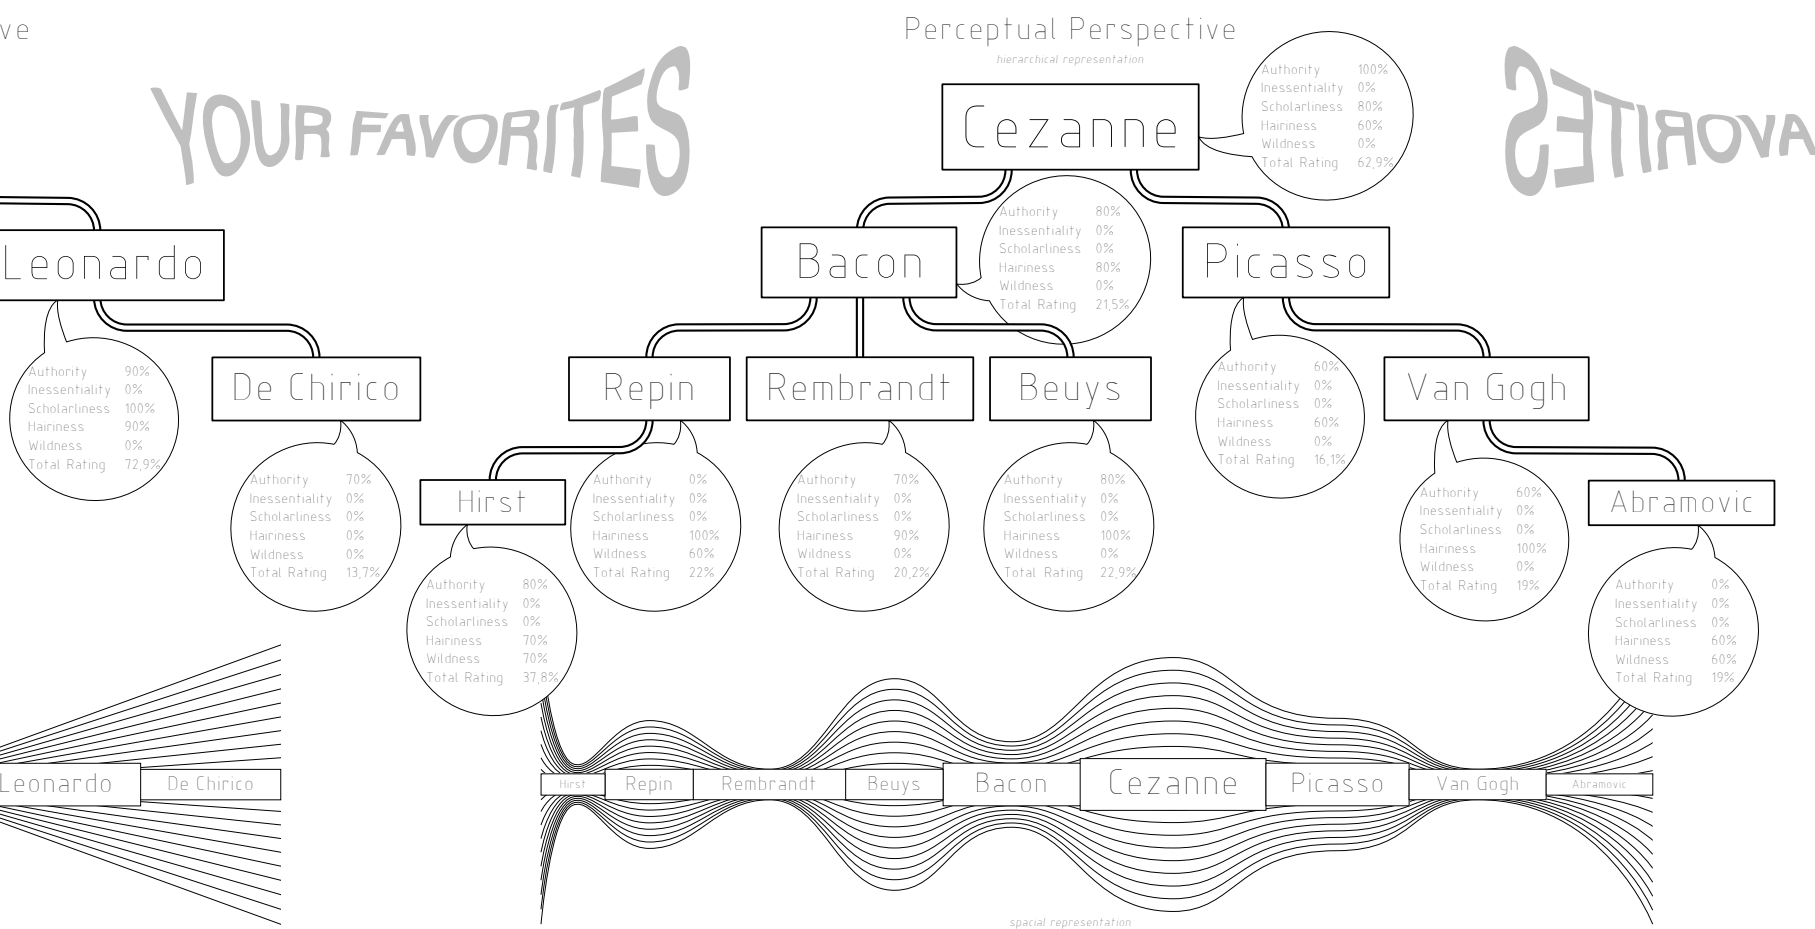 ve
Perceptual Perspective
hierarchical representation
YOUR FAVORITES
AVORITES
Cezanne
Authority 100%
Inessentiality 0%
Scholarliness 80%
Hairiness 60%
Wildness 0%
Total Rating 62,9%
Leonardo
Authority 90%
Inessentiality 0%
Scholarliness 100%
Hairiness 90%
Wildness 0%
Total Rating 72,9%
De Chirico
Authority 70%
Inessentiality 0%
Scholarliness 0%
Hairiness 0%
Wildness 0%
Total Rating 13,7%
Bacon
Authority 80%
Inessentiality 0%
Scholarliness 0%
Hairiness 80%
Wildness 0%
Total Rating 21,5%
Picasso
Authority 60%
Inessentiality 0%
Scholarliness 0%
Hairiness 60%
Wildness 0%
Total Rating 16,1%
Repin
Authority 0%
Inessentiality 0%
Scholarliness 0%
Hairiness 100%
Wildness 60%
Total Rating 22%
Rembrandt
Authority 70%
Inessentiality 0%
Scholarliness 0%
Hairiness 90%
Wildness 0%
Total Rating 20,2%
Beuys
Authority 80%
Inessentiality 0%
Scholarliness 0%
Hairiness 100%
Wildness 0%
Total Rating 22,9%
Van Gogh
Authority 60%
Inessentiality 0%
Scholarliness 0%
Hairiness 100%
Wildness 0%
Total Rating 19%
Hirst
Authority 80%
Inessentiality 0%
Scholarliness 0%
Hairiness 70%
Wildness 70%
Total Rating 37,8%
Abramovic
Authority 0%
Inessentiality 0%
Scholarliness 0%
Hairiness 60%
Wildness 60%
Total Rating 19%
Leonardo
De Chirico
Hirst
Repin
Rembrandt
Beuys
Bacon
Cezanne
Picasso
Van Gogh
Abramovic
spacial representation